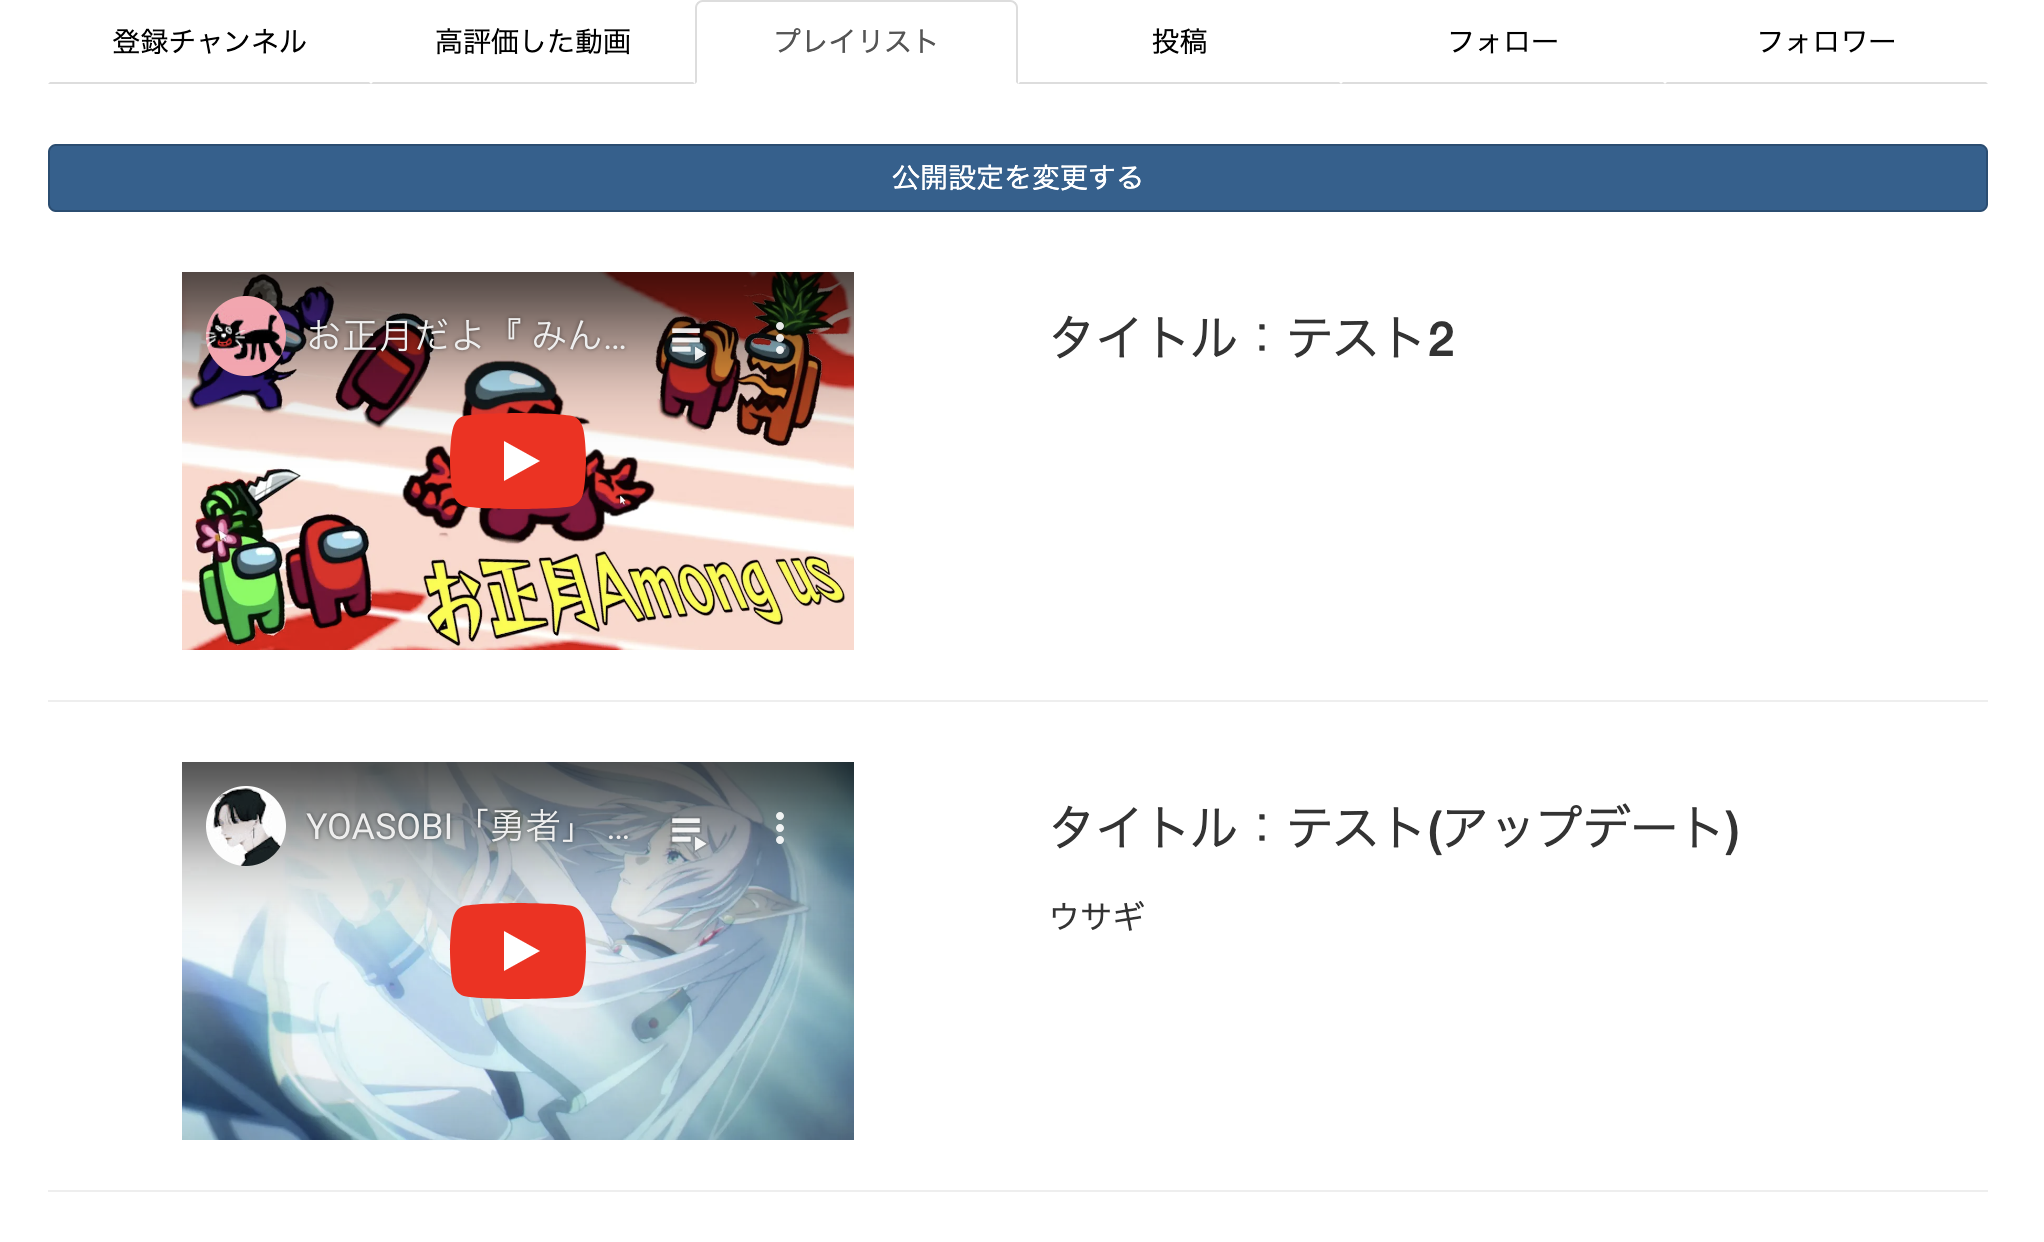 登録チャンネル
高評価した動画
プレイリスト
投稿
フォロー
フォロワー
公開設定を変更する
お正月だよ『 みん...
お正月Among us
タイトル：テスト2
YOASOBI「勇者」 ...
タイトル：テスト(アップデート)
ウサギ